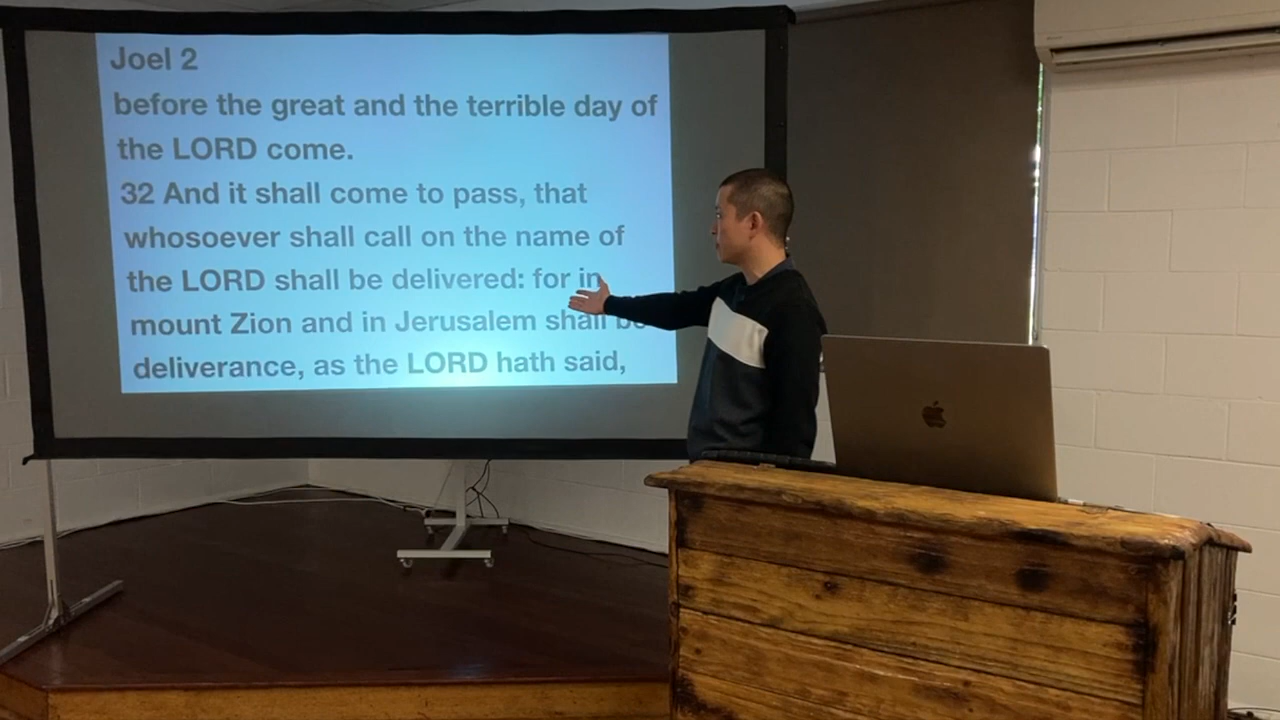 Joel 2
before the great and the terrible day of
the LORD come.
32 And it shall come to pass, that
whosoever shall call on the name of
the LORD shall be delivered: for in
mount Zion and in Jerusalem shall be
deliverance, as the LORD hath said,